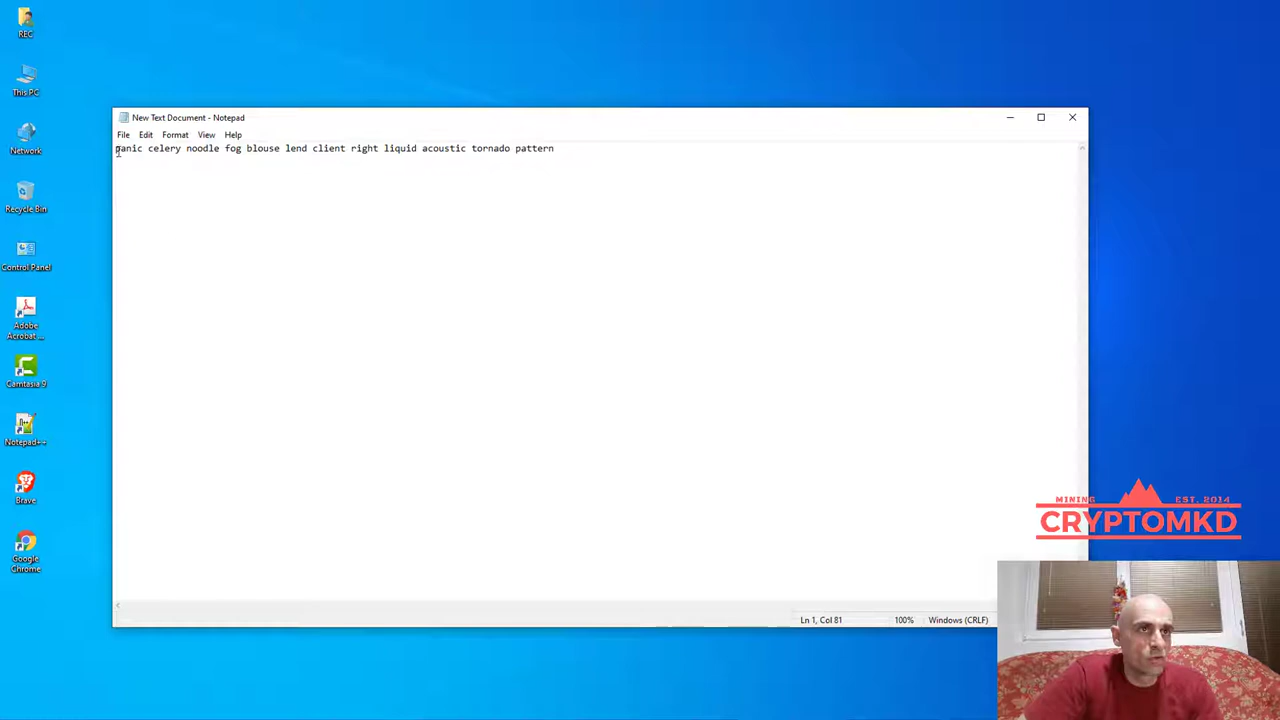 REC
This PC
Network
Recycle Bin
Control Panel
Adobe
Acrobat ...
Camtasia 9
Notepad++
Brave
Google
Chrome
New Text Document - Notepad
File Edit Format View Help
panic celery noodle fog blouse lend client right liquid acoustic tornado pattern
Ln 1, Col 81 100% Windows (CRLF)
MINING EST. 2014
CRYPTOMKD